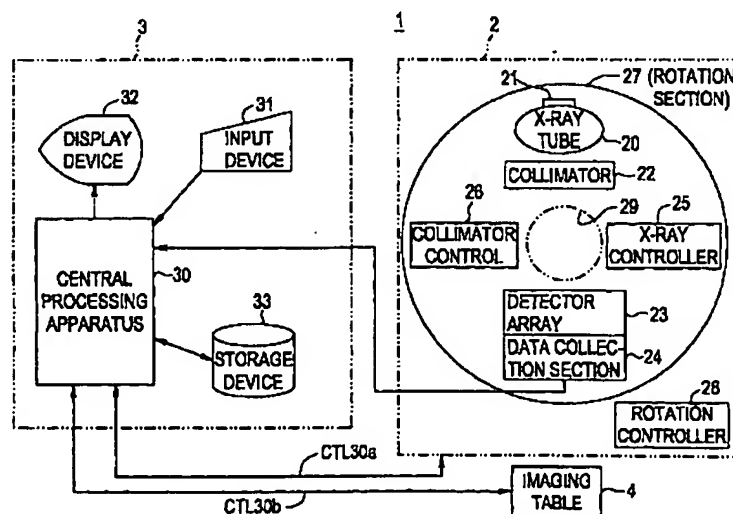 1
3
2
32
DISPLAY
DEVICE
31
INPUT
DEVICE
CENTRAL
PROCESSING
APPARATUS
30
33
STORAGE
DEVICE
CTL30a
CTL30b
27 (ROTATION
SECTION)
21
X-RAY
TUBE
20
COLLIMATOR
22
26
COLLIMATOR
CONTROL
29
25
X-RAY
CONTROLLER
DETECTOR
ARRAY
23
DATA COLLEC-
TION SECTION
24
28
ROTATION
CONTROLLER
IMAGING
TABLE
4